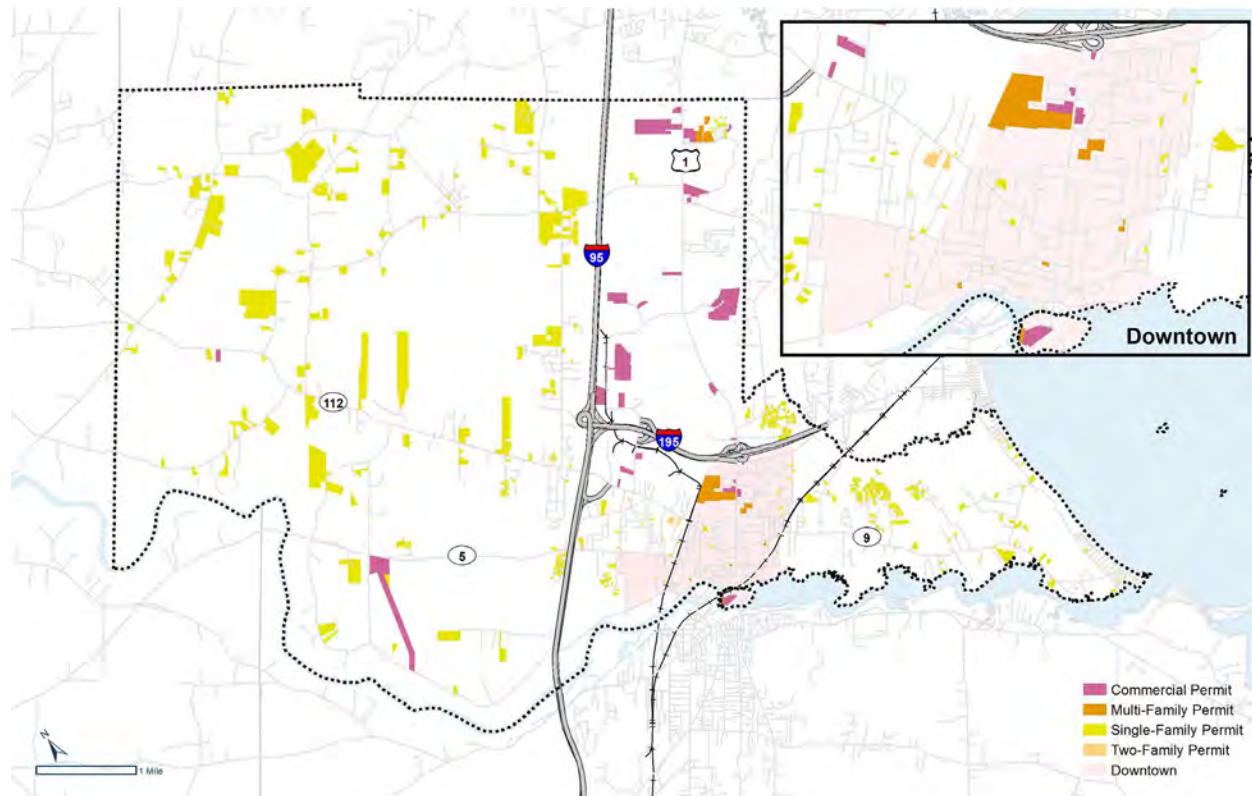 Downtown
1
95
112
195
5
9
Commercial Permit
Multi-Family Permit
Single-Family Permit
Two-Family Permit
Downtown
N
1 Mile